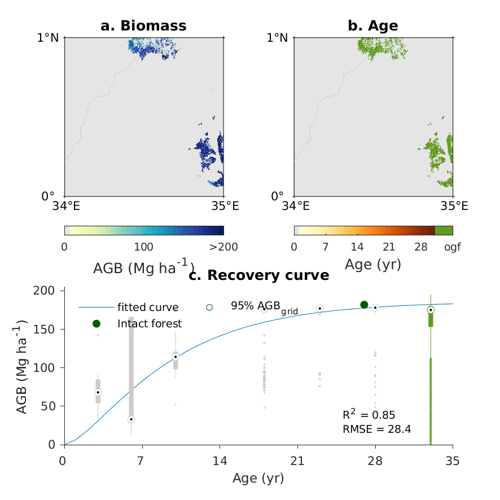 a. Biomass
b. Age
1°N
1°N
0°
0°
34°E
35°E
34°E
35°E
0
100
>200
0
7
14
21
28
ogf
AGB (Mg ha-1)
Age (yr)
c. Recovery curve
200
150
100
50
0
AGB (Mg ha-1)
fitted curve
95% AGBgrid
Intact forest
R2 = 0.85
RMSE = 28.4
0
7
14
21
28
35
Age (yr)